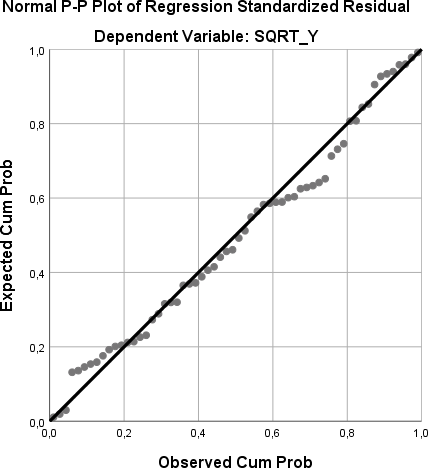 Normal P-P Plot of Regression Standardized Residual
Dependent Variable: SQRT_Y
Expected Cum Prob
1,0
0,8
0,6
0,4
0,2
0,0
0,0 0,2 0,4 0,6 0,8 1,0
Observed Cum Prob